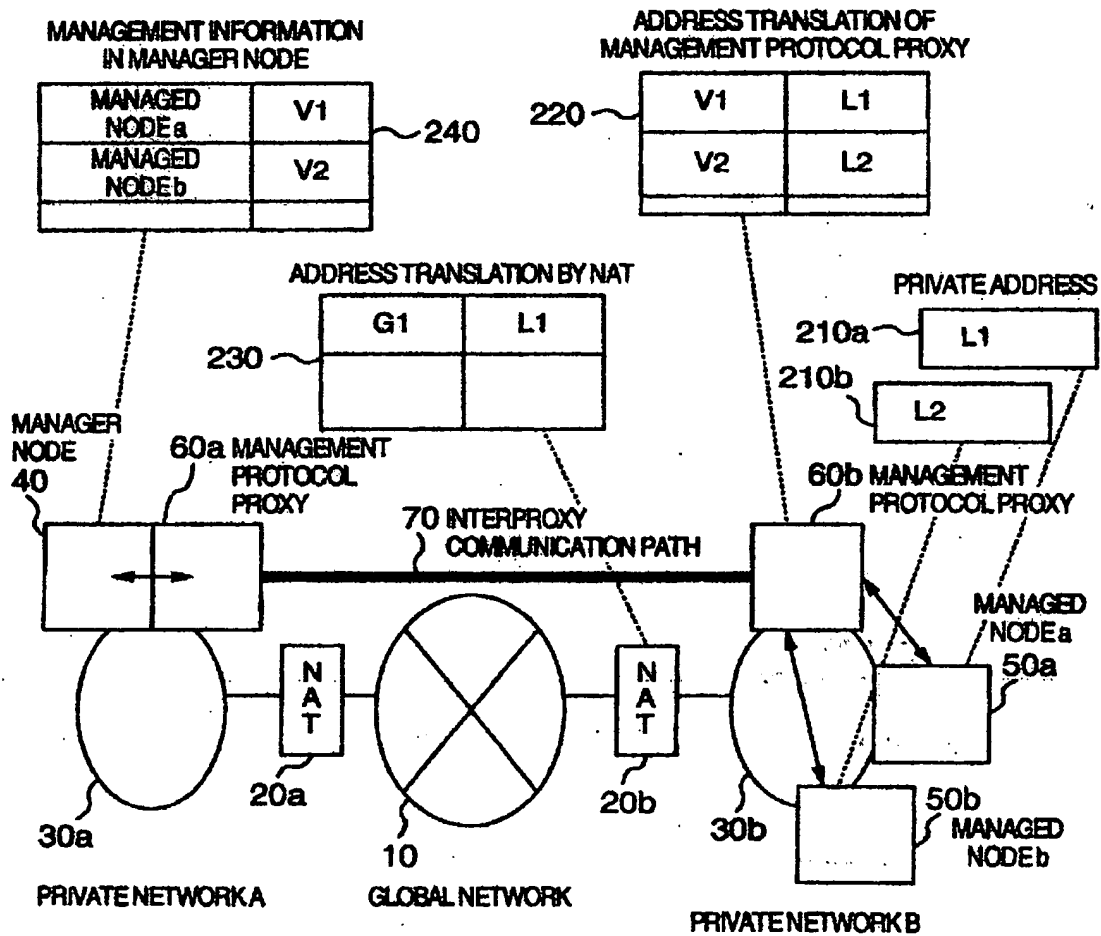 MANAGEMENT INFORMATION
IN MANAGER NODE
MANAGED
NODE a
V1
MANAGED
NODE b
V2
240
ADDRESS TRANSLATION OF
MANAGEMENT PROTOCOL PROXY
220
V1
L1
V2
L2
ADDRESS TRANSLATION BY NAT
G1
L1
230
PRIVATE ADDRESS
210a
L1
210b
L2
MANAGER
NODE
40
60a MANAGEMENT
PROTOCOL
PROXY
70 INTERPROXY
COMMUNICATION PATH
60b MANAGEMENT
PROTOCOL PROXY
MANAGED
NODE a
50a
NAT
20a
NAT
20b
30a
10
30b
50b
MANAGED
NODE b
PRIVATE NETWORK A
GLOBAL NETWORK
PRIVATE NETWORK B